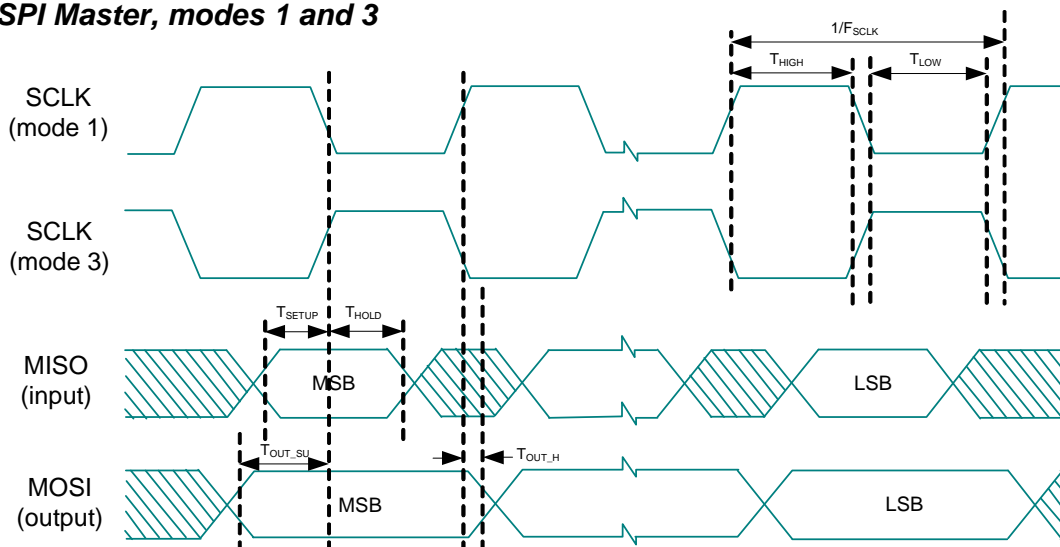 SPI Master, modes 1 and 3
1/FSCLK
THIGH
TLOW
SCLK
(mode 1)
SCLK
(mode 3)
TSETUP
THOLD
MISO
(input)
MSB
LSB
TOUT_SU
TOUT_H
MOSI
(output)
MSB
LSB